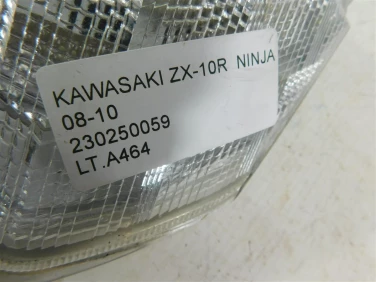 KAWASAKI ZX-10R NINJA
08-10
230250059
LT.A464